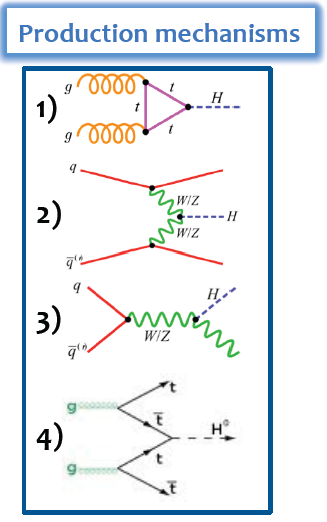 Production mechanisms
1)
g
t
t
t
H
g
2)
q
W/Z
H
W/Z
q̅(')
3)
q
H
W/Z
q̅(')
4)
g
t
t̅
H⁰
g
t
t̅